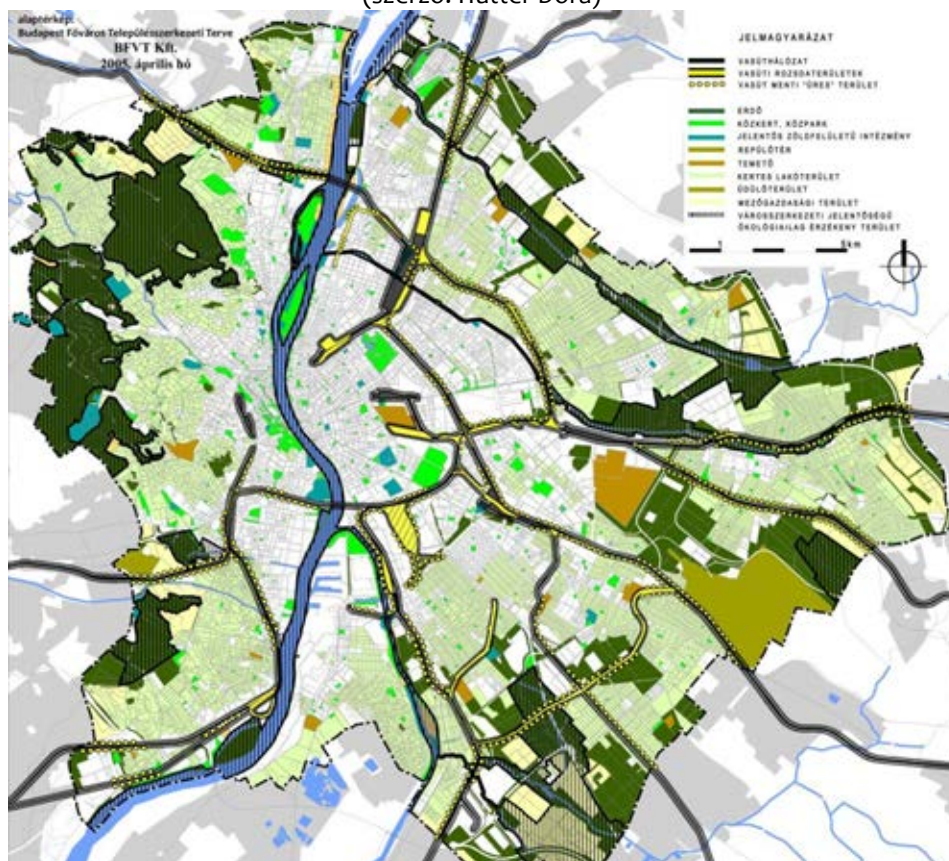 (szerző: Hutter Dóra)
alaptérkép:
Budapest Főváros Településszerkezeti Terve
BFVT Kft.
2005. április hó
JELMAGYARÁZAT
VASÚTHÁLÓZAT
VASÚTI ROZSDATERÜLETEK
VASÚT MENTI "ÜRES" TERÜLET
ERDŐ
KÖZKERT, KÖZPARK
JELENTŐS ZÖLDFELÜLETŰ INTÉZMÉNY
REPÜLŐTÉR
TEMETŐ
KERTES LAKÓTERÜLET
ÜDÜLŐTERÜLET
MEZŐGAZDASÁGI TERÜLET
VÁROSSZERKEZETI JELENTŐSÉGŰ
ÖKOLÓGIAILAG ÉRZÉKENY TERÜLET
1 5km